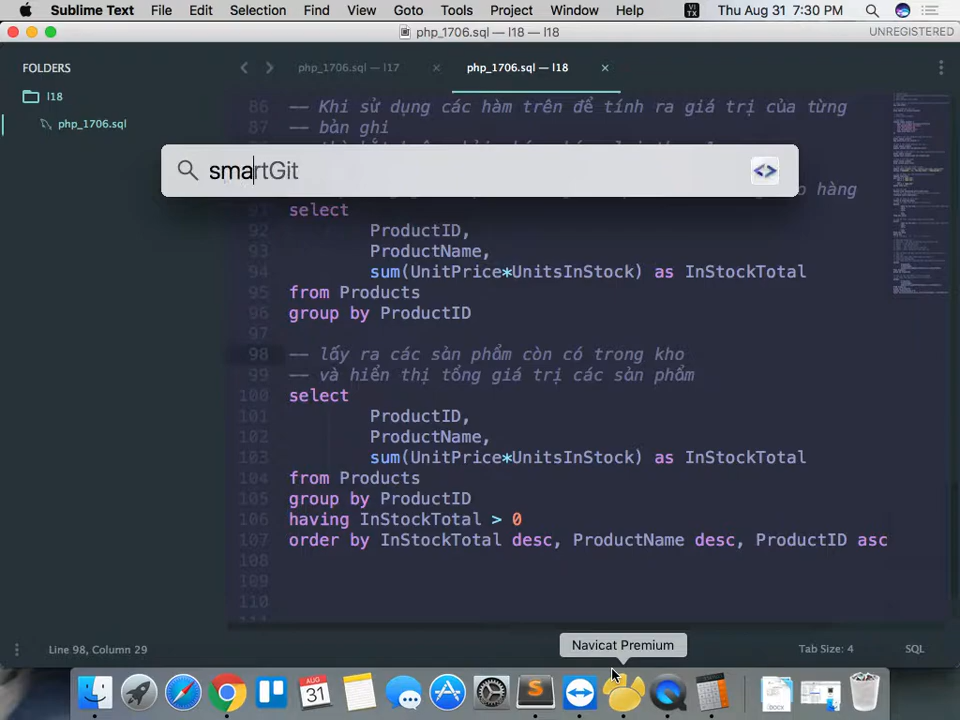 Sublime Text File Edit Selection Find View Goto Tools Project Window Help VI TX Thu Aug 31 7:30 PM
php_1706.sql — l18 — l18 UNREGISTERED
FOLDERS
l18
php_1706.sql
php_1706.sql — l17 × php_1706.sql — l18 ×
86 -- Khi sử dụng các hàm trên để tính ra giá trị của từng
87 -- bản ghi
smartGit
hàng
91 select
92 ProductID,
93 ProductName,
94 sum(UnitPrice*UnitsInStock) as InStockTotal
95 from Products
96 group by ProductID
97
98 -- lấy ra các sản phẩm còn có trong kho
99 -- và hiển thị tổng giá trị các sản phẩm
100 select
101 ProductID,
102 ProductName,
103 sum(UnitPrice*UnitsInStock) as InStockTotal
104 from Products
105 group by ProductID
106 having InStockTotal > 0
107 order by InStockTotal desc, ProductName desc, ProductID asc
108
109
110
Navicat Premium
Line 98, Column 29 Tab Size: 4 SQL
AUG
31
DOCX